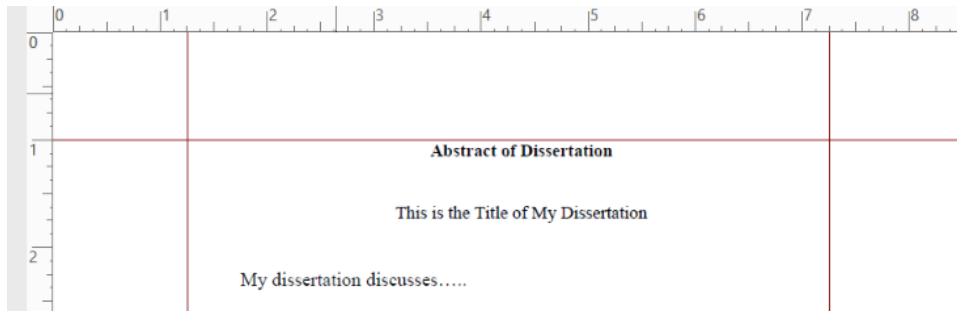 0 1 2 3 4 5 6 7 8
0
1
Abstract of Dissertation
This is the Title of My Dissertation
2
My dissertation discusses…..